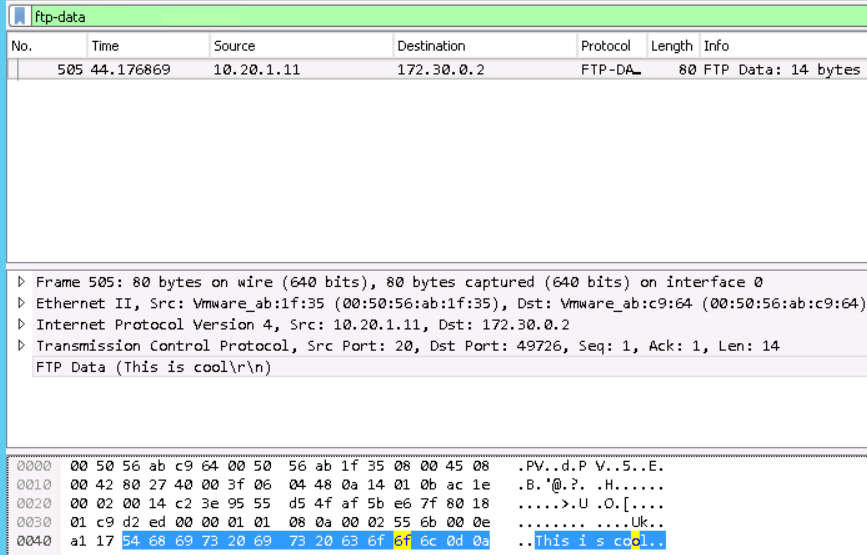 ftp-data
No. Time Source Destination Protocol Length Info
505 44.176869 10.20.1.11 172.30.0.2 FTP-DA… 80 FTP Data: 14 bytes
Frame 505: 80 bytes on wire (640 bits), 80 bytes captured (640 bits) on interface 0
Ethernet II, Src: Vmware_ab:1f:35 (00:50:56:ab:1f:35), Dst: Vmware_ab:c9:64 (00:50:56:ab:c9:64)
Internet Protocol Version 4, Src: 10.20.1.11, Dst: 172.30.0.2
Transmission Control Protocol, Src Port: 20, Dst Port: 49726, Seq: 1, Ack: 1, Len: 14
FTP Data (This is cool\r\n)
0000 00 50 56 ab c9 64 00 50 56 ab 1f 35 08 00 45 08 .PV..d.P V..5..E.
0010 00 42 80 27 40 00 3f 06 04 48 0a 14 01 0b ac 1e .B.'@.?. .H......
0020 00 02 00 14 c2 3e 95 55 d5 4f af 5b e6 7f 80 18 .....>.U .O.[....
0030 01 c9 d2 ed 00 00 01 01 08 0a 00 02 55 6b 00 0e ........ ....Uk..
0040 a1 17 54 68 69 73 20 69 73 20 63 6f 6f 6c 0d 0a ..This i s cool..